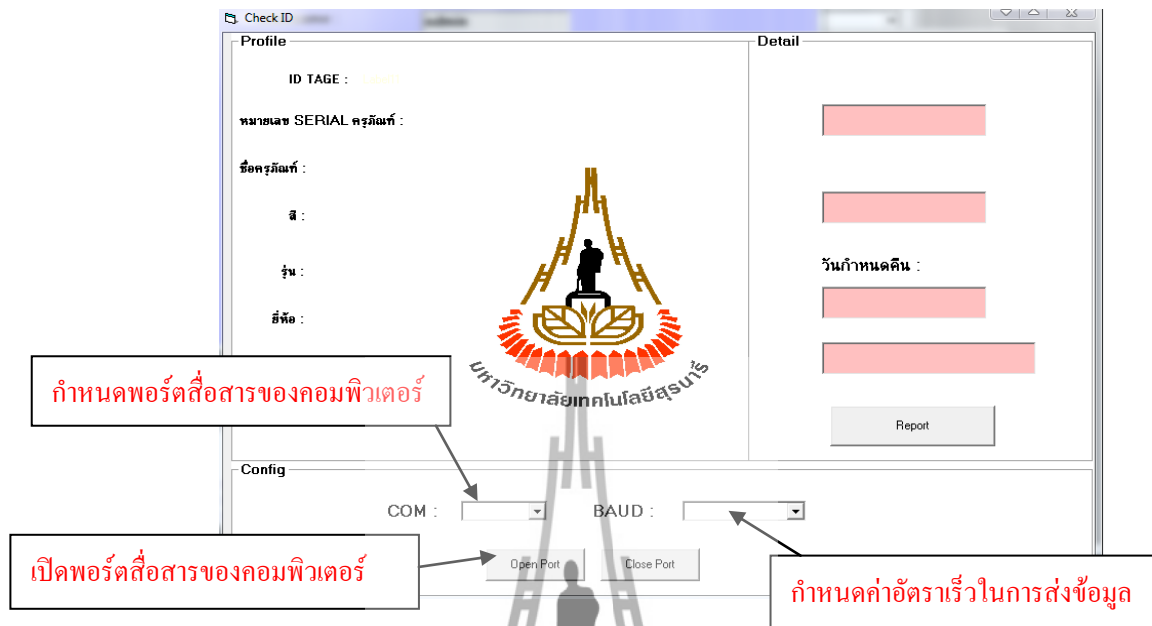 Check ID
Profile
ID TAGE :
หมายเลข SERIAL ครุภัณฑ์ :
ชื่อครุภัณฑ์ :
สี :
รุ่น :
ยี่ห้อ :
มหาวิทยาลัยเทคโนโลยีสุรนารี
Detail
วันกำหนดคืน :
Report
กำหนดพอร์ตสื่อสารของคอมพิวเตอร์
Config
COM :
BAUD :
Open Port
Close Port
เปิดพอร์ตสื่อสารของคอมพิวเตอร์
กำหนดค่าอัตราเร็วในการส่งข้อมูล